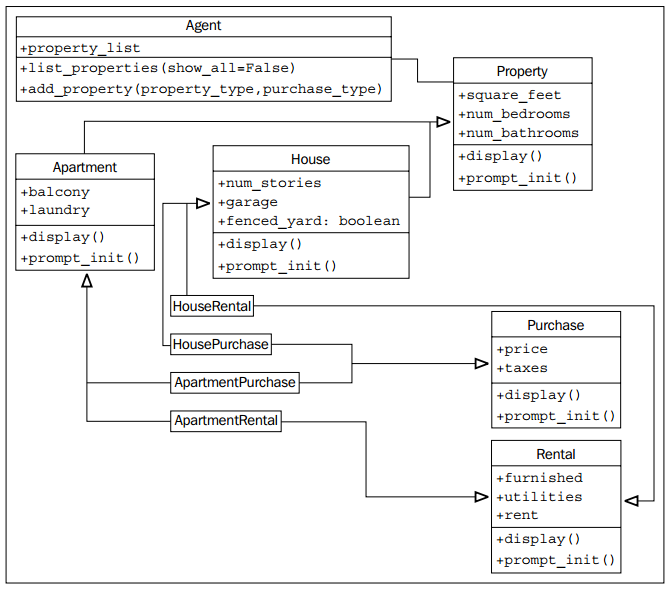 Agent
+property_list
+list_properties(show_all=False)
+add_property(property_type,purchase_type)
Property
+square_feet
+num_bedrooms
+num_bathrooms
+display()
+prompt_init()
Apartment
+balcony
+laundry
+display()
+prompt_init()
House
+num_stories
+garage
+fenced_yard: boolean
+display()
+prompt_init()
HouseRental
HousePurchase
ApartmentPurchase
ApartmentRental
Purchase
+price
+taxes
+display()
+prompt_init()
Rental
+furnished
+utilities
+rent
+display()
+prompt_init()